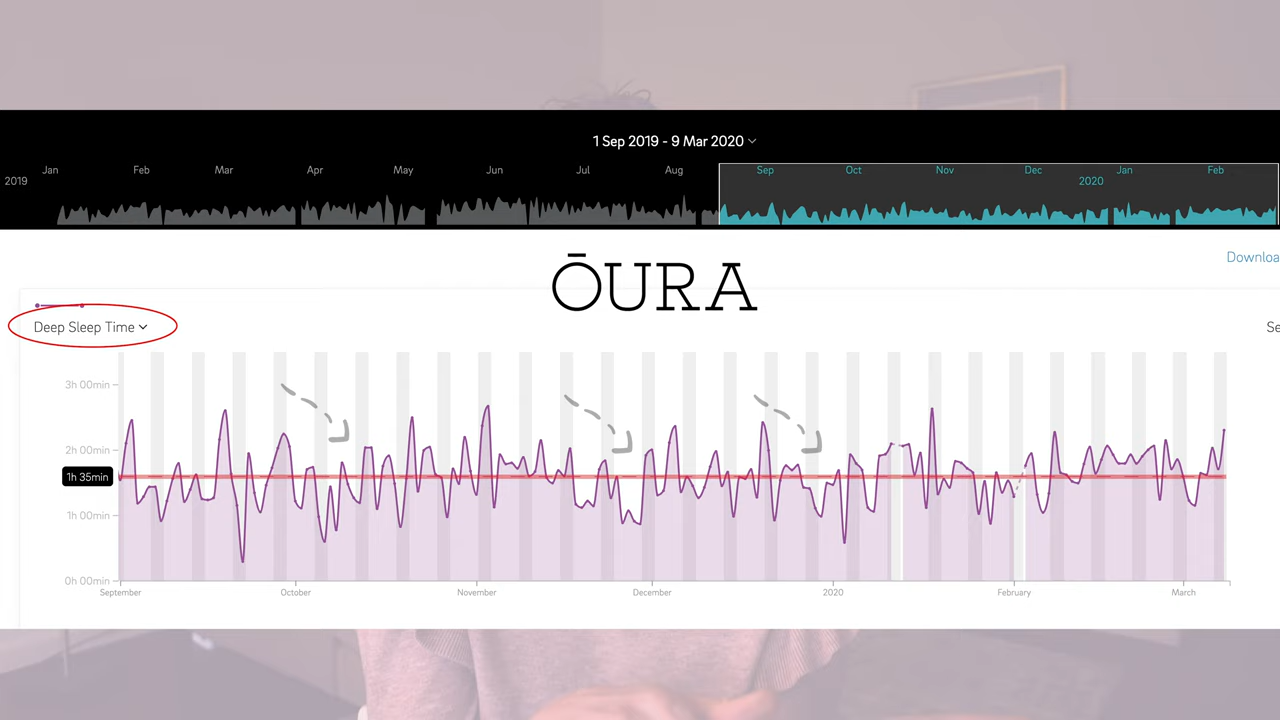 1 Sep 2019 - 9 Mar 2020
Jan Feb Mar Apr May Jun Jul Aug Sep Oct Nov Dec Jan Feb
2019 2020
ŌURA
Downloa
Deep Sleep Time
Se
3h 00min
2h 00min
1h 35min
1h 00min
0h 00min
September October November December 2020 February March